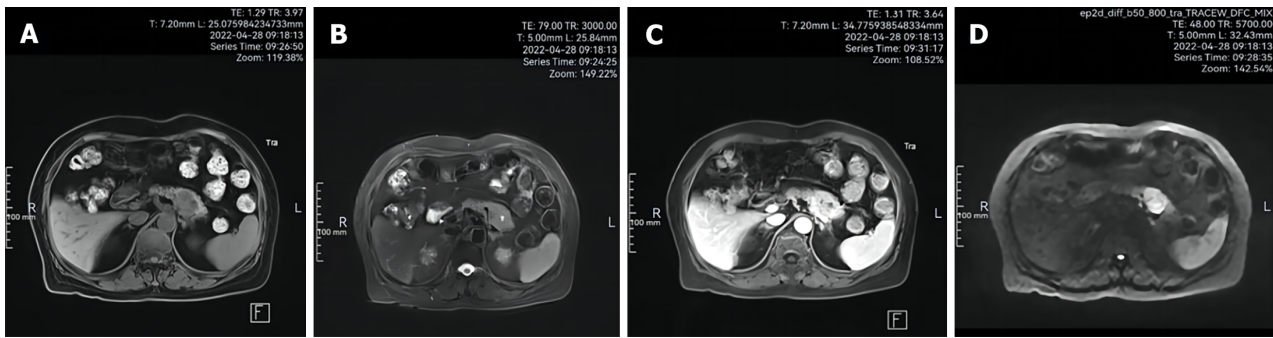 A
TE: 1.29 TR: 3.97
T: 7.20mm L: 25.075984234733mm
2022-04-28 09:18:13
Series Time: 09:26:50
Zoom: 119.38%
Tra
R
100 mm
L
F
B
TE: 79.00 TR: 3000.00
T: 5.00mm L: 25.84mm
2022-04-28 09:18:13
Series Time: 09:24:25
Zoom: 149.22%
R
100 mm
L
C
TE: 1.31 TR: 3.64
T: 7.20mm L: 34.775938548334mm
2022-04-28 09:18:13
Series Time: 09:31:17
Zoom: 108.52%
Tra
R
100 mm
L
F
D
ep2d_diff_b50_800_tra_TRACEW_DFC_MIX
TE: 48.00 TR: 5700.00
T: 5.00mm L: 32.43mm
2022-04-28 09:18:13
Series Time: 09:28:35
Zoom: 142.54%
R
100 mm
L